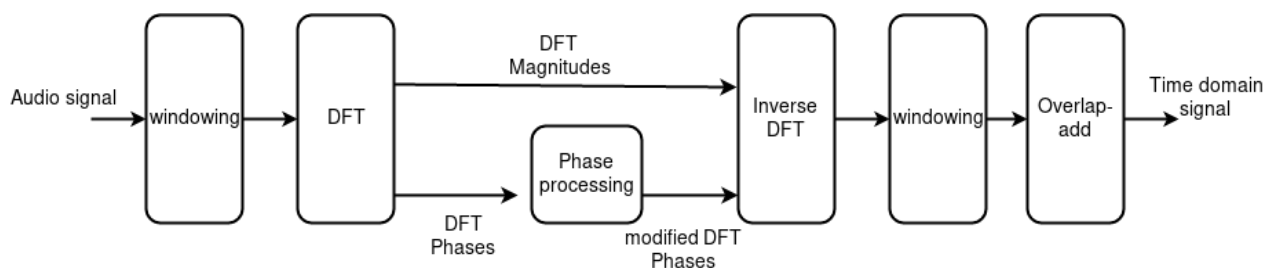 Audio signal
windowing
DFT
DFT
Magnitudes
DFT
Phases
Phase
processing
modified DFT
Phases
Inverse
DFT
windowing
Overlap-
add
Time domain
signal